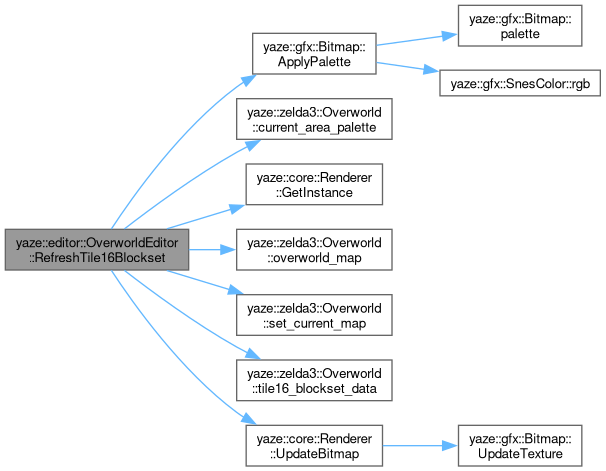 yaze::editor::OverworldEditor
::RefreshTile16Blockset
yaze::gfx::Bitmap::
ApplyPalette
yaze::gfx::Bitmap::
palette
yaze::gfx::SnesColor::rgb
yaze::zelda3::Overworld
::current_area_palette
yaze::core::Renderer
::GetInstance
yaze::zelda3::Overworld
::overworld_map
yaze::zelda3::Overworld
::set_current_map
yaze::zelda3::Overworld
::tile16_blockset_data
yaze::core::Renderer
::UpdateBitmap
yaze::gfx::Bitmap::
UpdateTexture